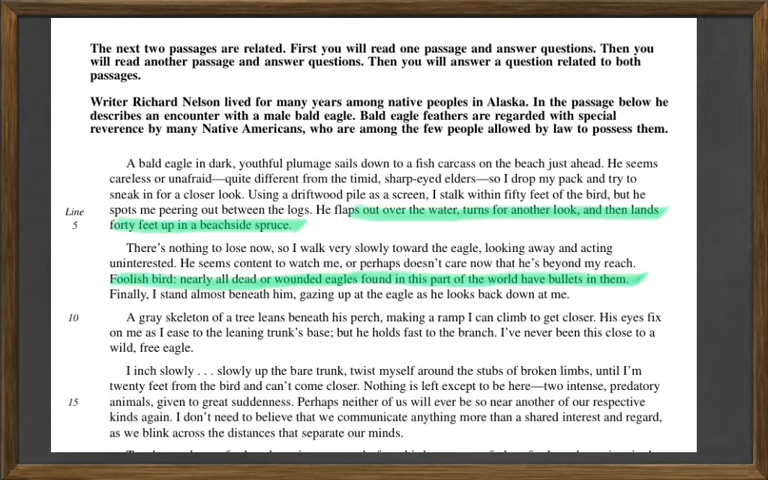 The next two passages are related. First you will read one passage and answer questions. Then you
will read another passage and answer questions. Then you will answer a question related to both
passages.
Writer Richard Nelson lived for many years among native peoples in Alaska. In the passage below he
describes an encounter with a male bald eagle. Bald eagle feathers are regarded with special
reverence by many Native Americans, who are among the few people allowed by law to possess them.
A bald eagle in dark, youthful plumage sails down to a fish carcass on the beach just ahead. He seems
careless or unafraid—quite different from the timid, sharp-eyed elders—so I drop my pack and try to
sneak in for a closer look. Using a driftwood pile as a screen, I stalk within fifty feet of the bird, but he
Line spots me peering out between the logs. He flaps out over the water, turns for another look, and then lands
5 forty feet up in a beachside spruce.
There's nothing to lose now, so I walk very slowly toward the eagle, looking away and acting
uninterested. He seems content to watch me, or perhaps doesn't care now that he's beyond my reach.
Foolish bird: nearly all dead or wounded eagles found in this part of the world have bullets in them.
Finally, I stand almost beneath him, gazing up at the eagle as he looks back down at me.
10 A gray skeleton of a tree leans beneath his perch, making a ramp I can climb to get closer. His eyes fix
on me as I ease to the leaning trunk's base; but he holds fast to the branch. I've never been this close to a
wild, free eagle.
I inch slowly . . . slowly up the bare trunk, twist myself around the stubs of broken limbs, until I'm
twenty feet from the bird and can't come closer. Nothing is left except to be here—two intense, predatory
15 animals, given to great suddenness. Perhaps neither of us will ever be so near another of our respective
kinds again. I don't need to believe that we communicate anything more than a shared interest and regard,
as we blink across the distances that separate our minds.